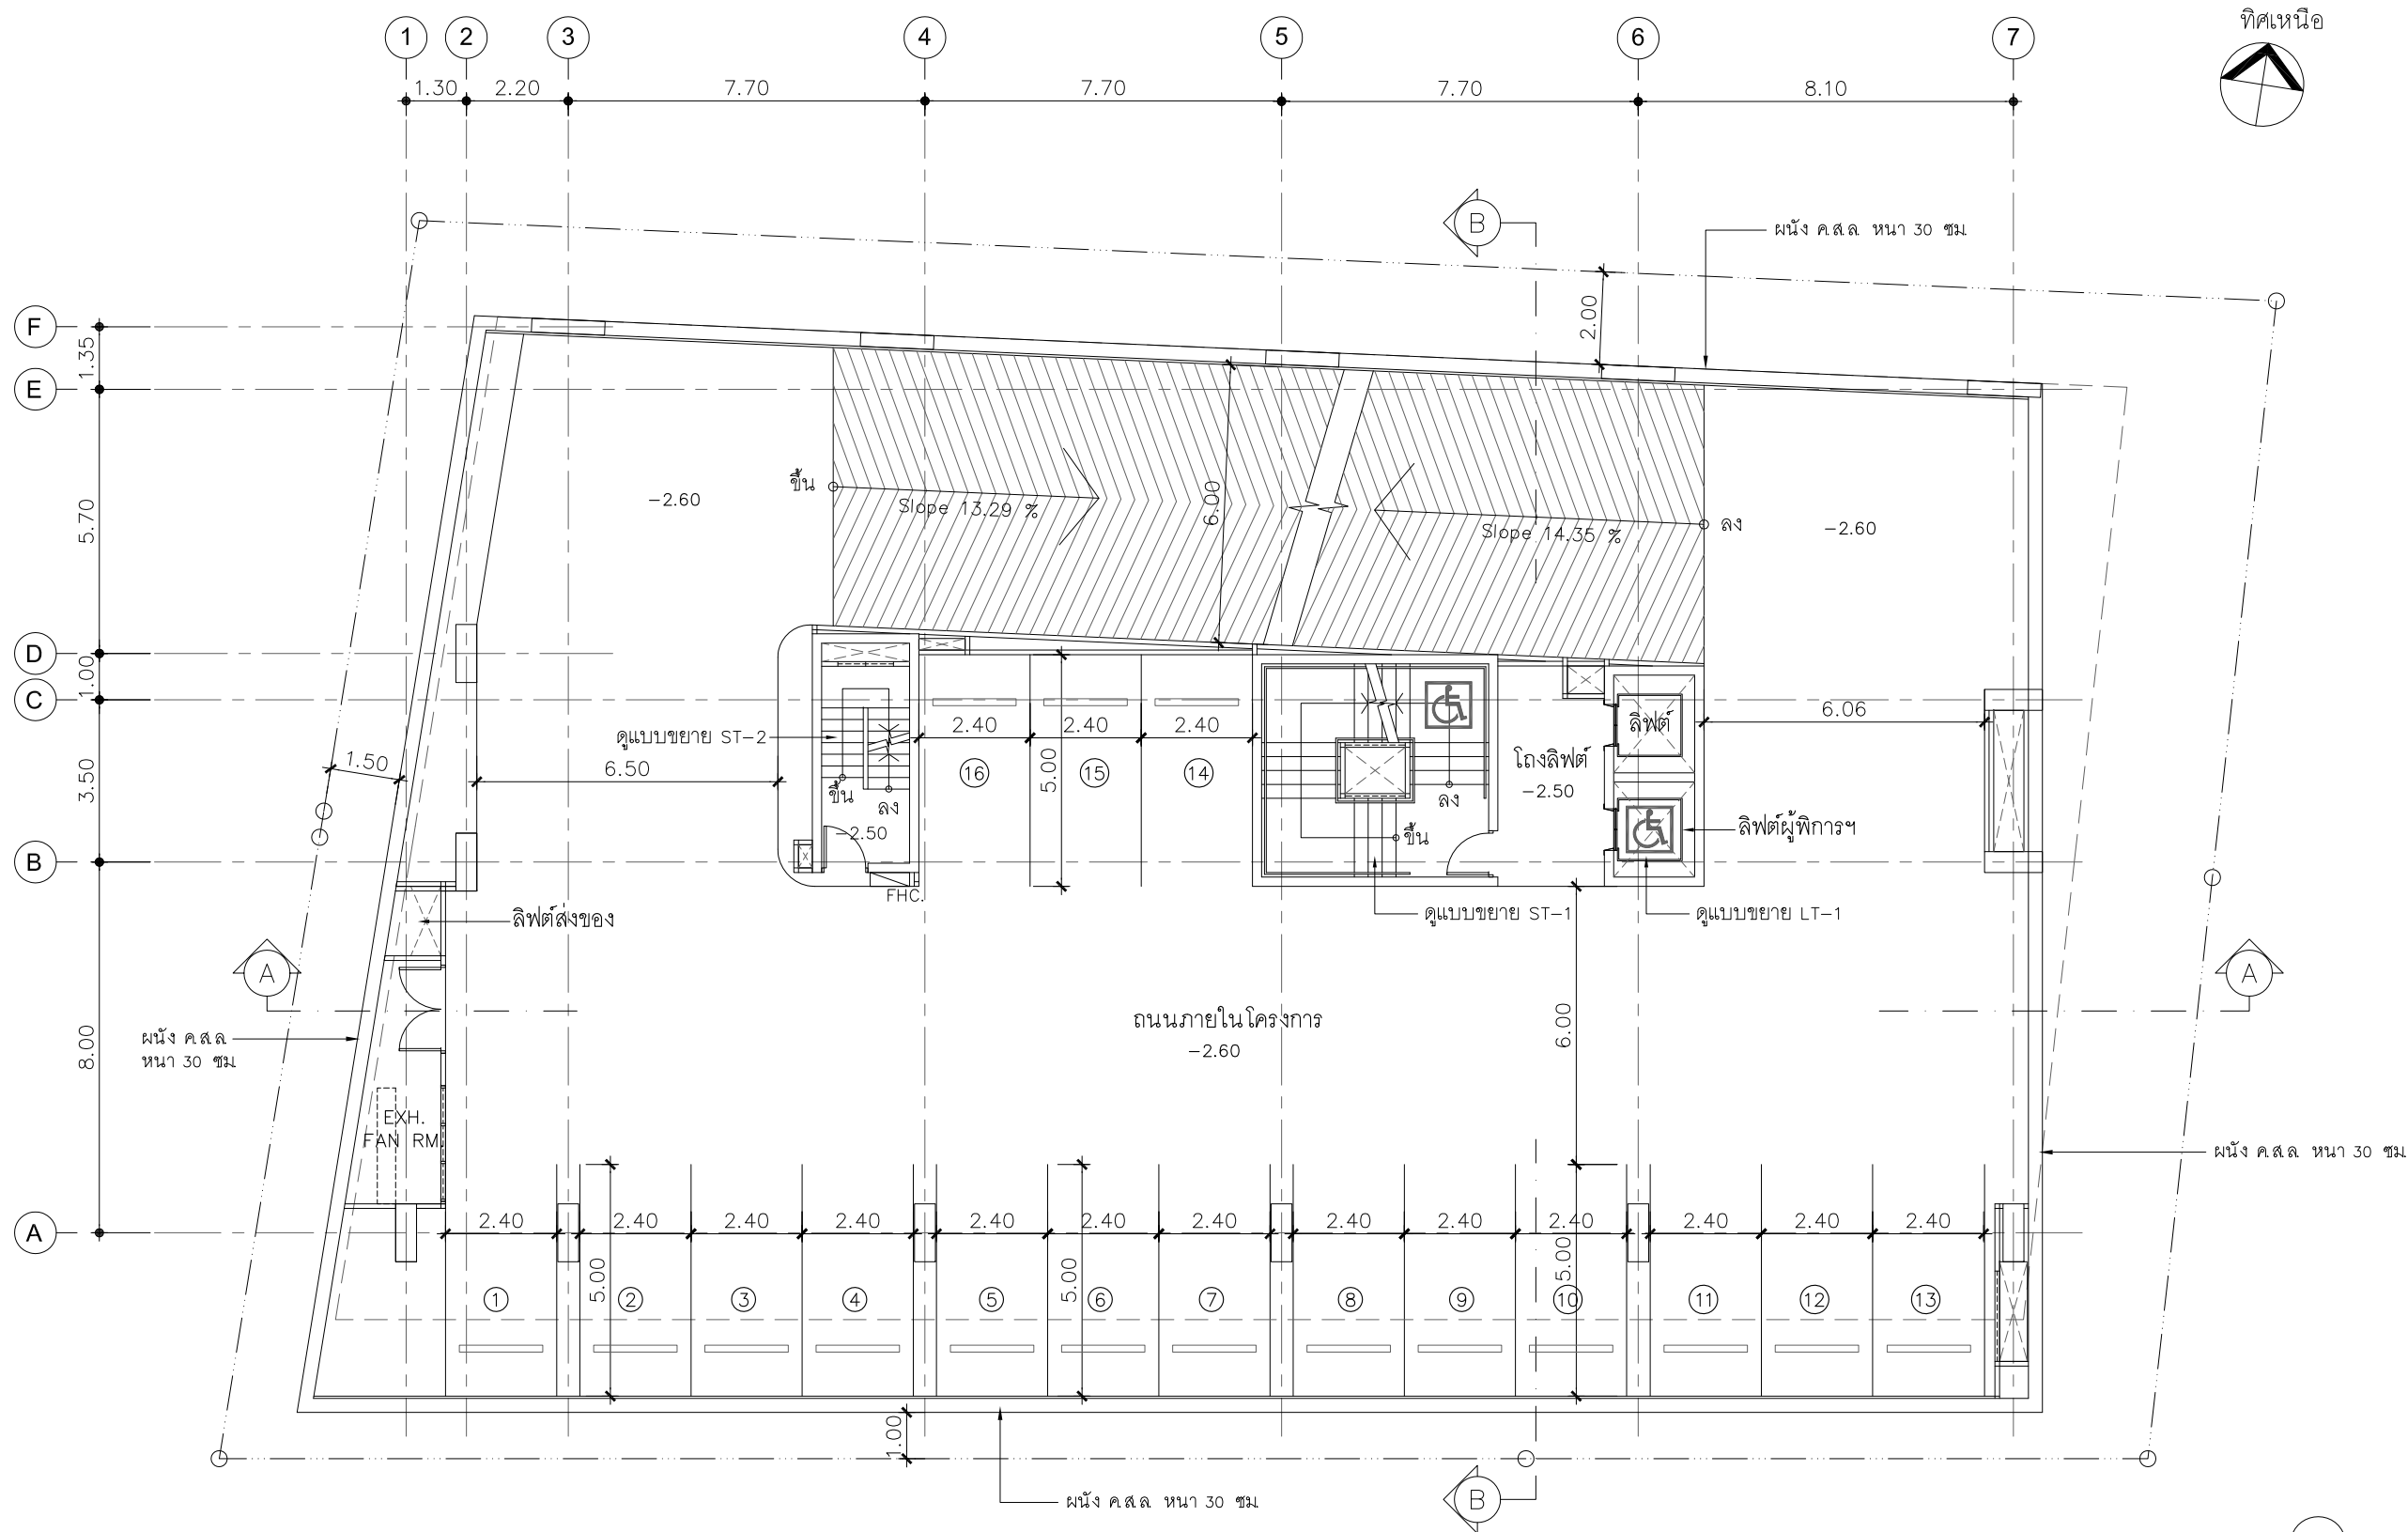 ทิศเหนือ
1 2 3 4 5 6 7
1.30 2.20 7.70 7.70 7.70 8.10
B
ผนัง ค.ส.ล. หนา 30 ซม.
2.00
F
1.35
E
5.70
D
1.00
C
3.50
B
8.00
A
ขึ้น
-2.60
Slope 13.29 %
6.00
Slope 14.35 %
ลง
-2.60
1.50
6.50
ดูแบบขยาย ST-2
ขึ้น
ลง
-2.50
FHC.
2.40 2.40 2.40
5.00
16 15 14
ลง
ขึ้น
โถงลิฟต์
-2.50
ลิฟต์
6.06
ลิฟต์ผู้พิการฯ
ดูแบบขยาย ST-1
ดูแบบขยาย LT-1
ลิฟต์ส่งของ
A
A
ผนัง ค.ส.ล.
หนา 30 ซม.
ถนนภายในโครงการ
-2.60
6.00
EXH.
FAN RM.
ผนัง ค.ส.ล. หนา 30 ซม.
2.40 2.40 2.40 2.40 2.40 2.40 2.40 2.40 2.40 2.40 2.40 2.40 2.40
5.00 5.00 5.00
1 2 3 4 5 6 7 8 9 10 11 12 13
1.00
ผนัง ค.ส.ล. หนา 30 ซม.
B